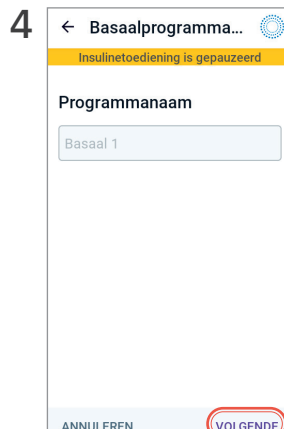 4
← Basaalprogramma...
Insulinetoediening is gepauzeerd
Programmanaam
Basaal 1
ANNULEREN VOLGENDE